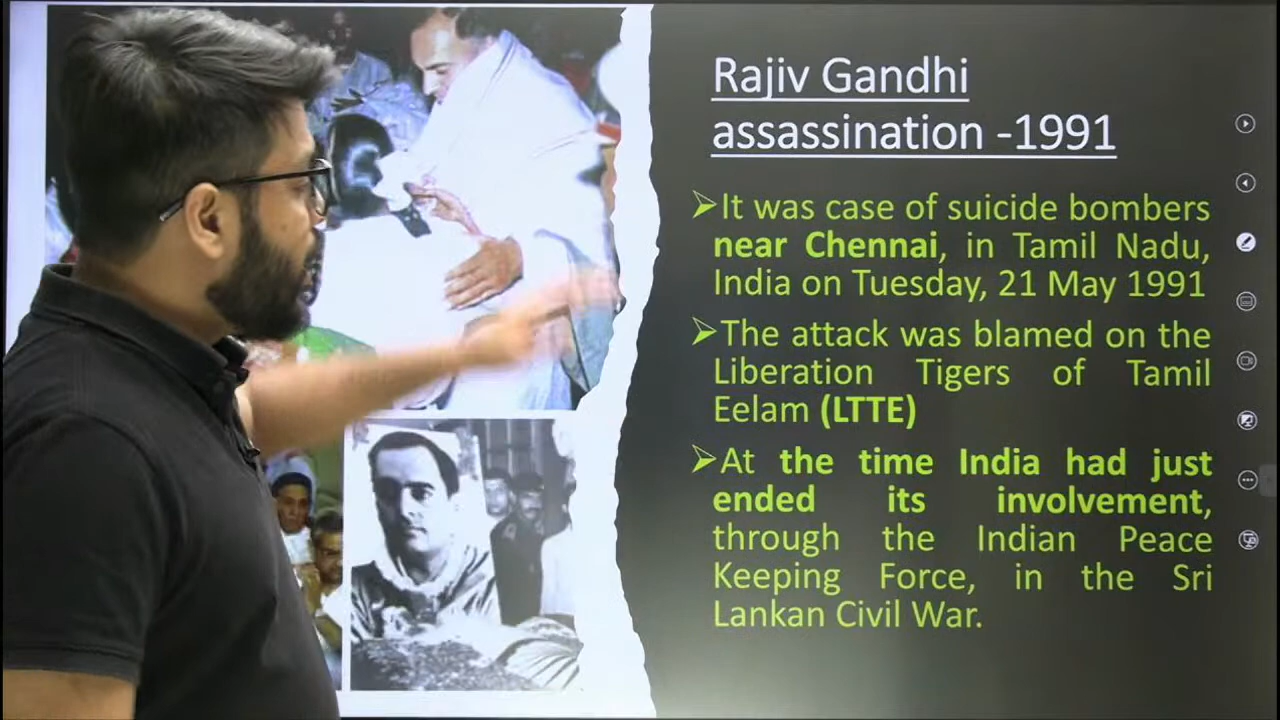 Rajiv Gandhi
assassination -1991
➤It was case of suicide bombers
near Chennai, in Tamil Nadu,
India on Tuesday, 21 May 1991
➤The attack was blamed on the
Liberation Tigers of Tamil
Eelam (LTTE)
➤At the time India had just
ended its involvement,
through the Indian Peace
Keeping Force, in the Sri
Lankan Civil War.